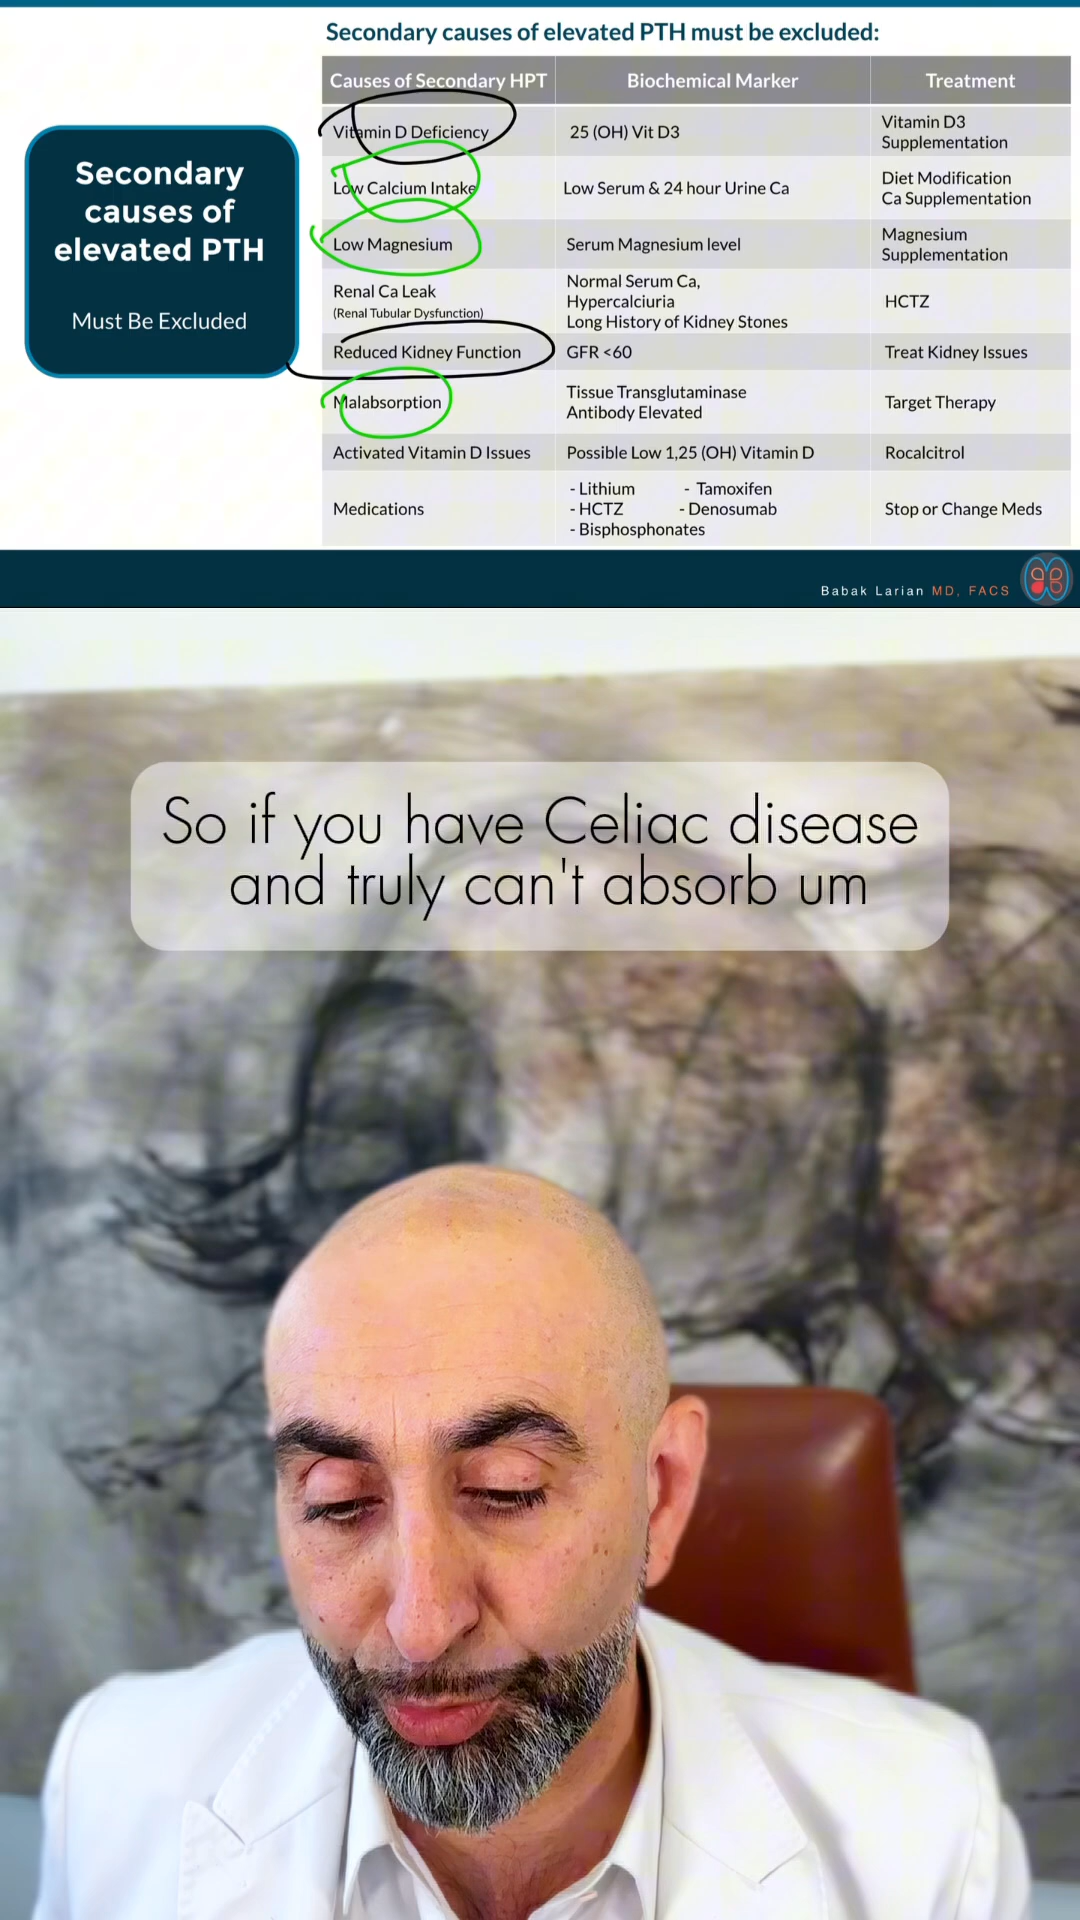 Secondary causes of elevated PTH must be excluded:
Secondary
causes of
elevated PTH
Must Be Excluded
Causes of Secondary HPT Biochemical Marker Treatment
Vitamin D Deficiency 25 (OH) Vit D3 Vitamin D3
Supplementation
Low Calcium Intake Low Serum & 24 hour Urine Ca Diet Modification
Ca Supplementation
Low Magnesium Serum Magnesium level Magnesium
Supplementation
Renal Ca Leak
(Renal Tubular Dysfunction)
Normal Serum Ca,
Hypercalciuria
Long History of Kidney Stones
HCTZ
Reduced Kidney Function GFR <60 Treat Kidney Issues
Malabsorption Tissue Transglutaminase
Antibody Elevated
Target Therapy
Activated Vitamin D Issues Possible Low 1,25 (OH) Vitamin D Rocalcitrol
Medications
- Lithium - Tamoxifen
- HCTZ - Denosumab
- Bisphosphonates
Stop or Change Meds
Babak Larian MD, FACS
So if you have Celiac disease
and truly can't absorb um